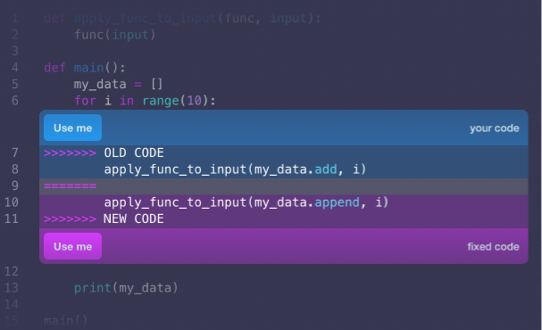 1 def apply_func_to_input(func, input):
2 func(input)
3
4 def main():
5 my_data = []
6 for i in range(10):
Use me your code
7 >>>>>>> OLD CODE
8 apply_func_to_input(my_data.add, i)
9 =======
10 apply_func_to_input(my_data.append, i)
11 >>>>>>> NEW CODE
Use me fixed code
12
13 print(my_data)
14
15 main()